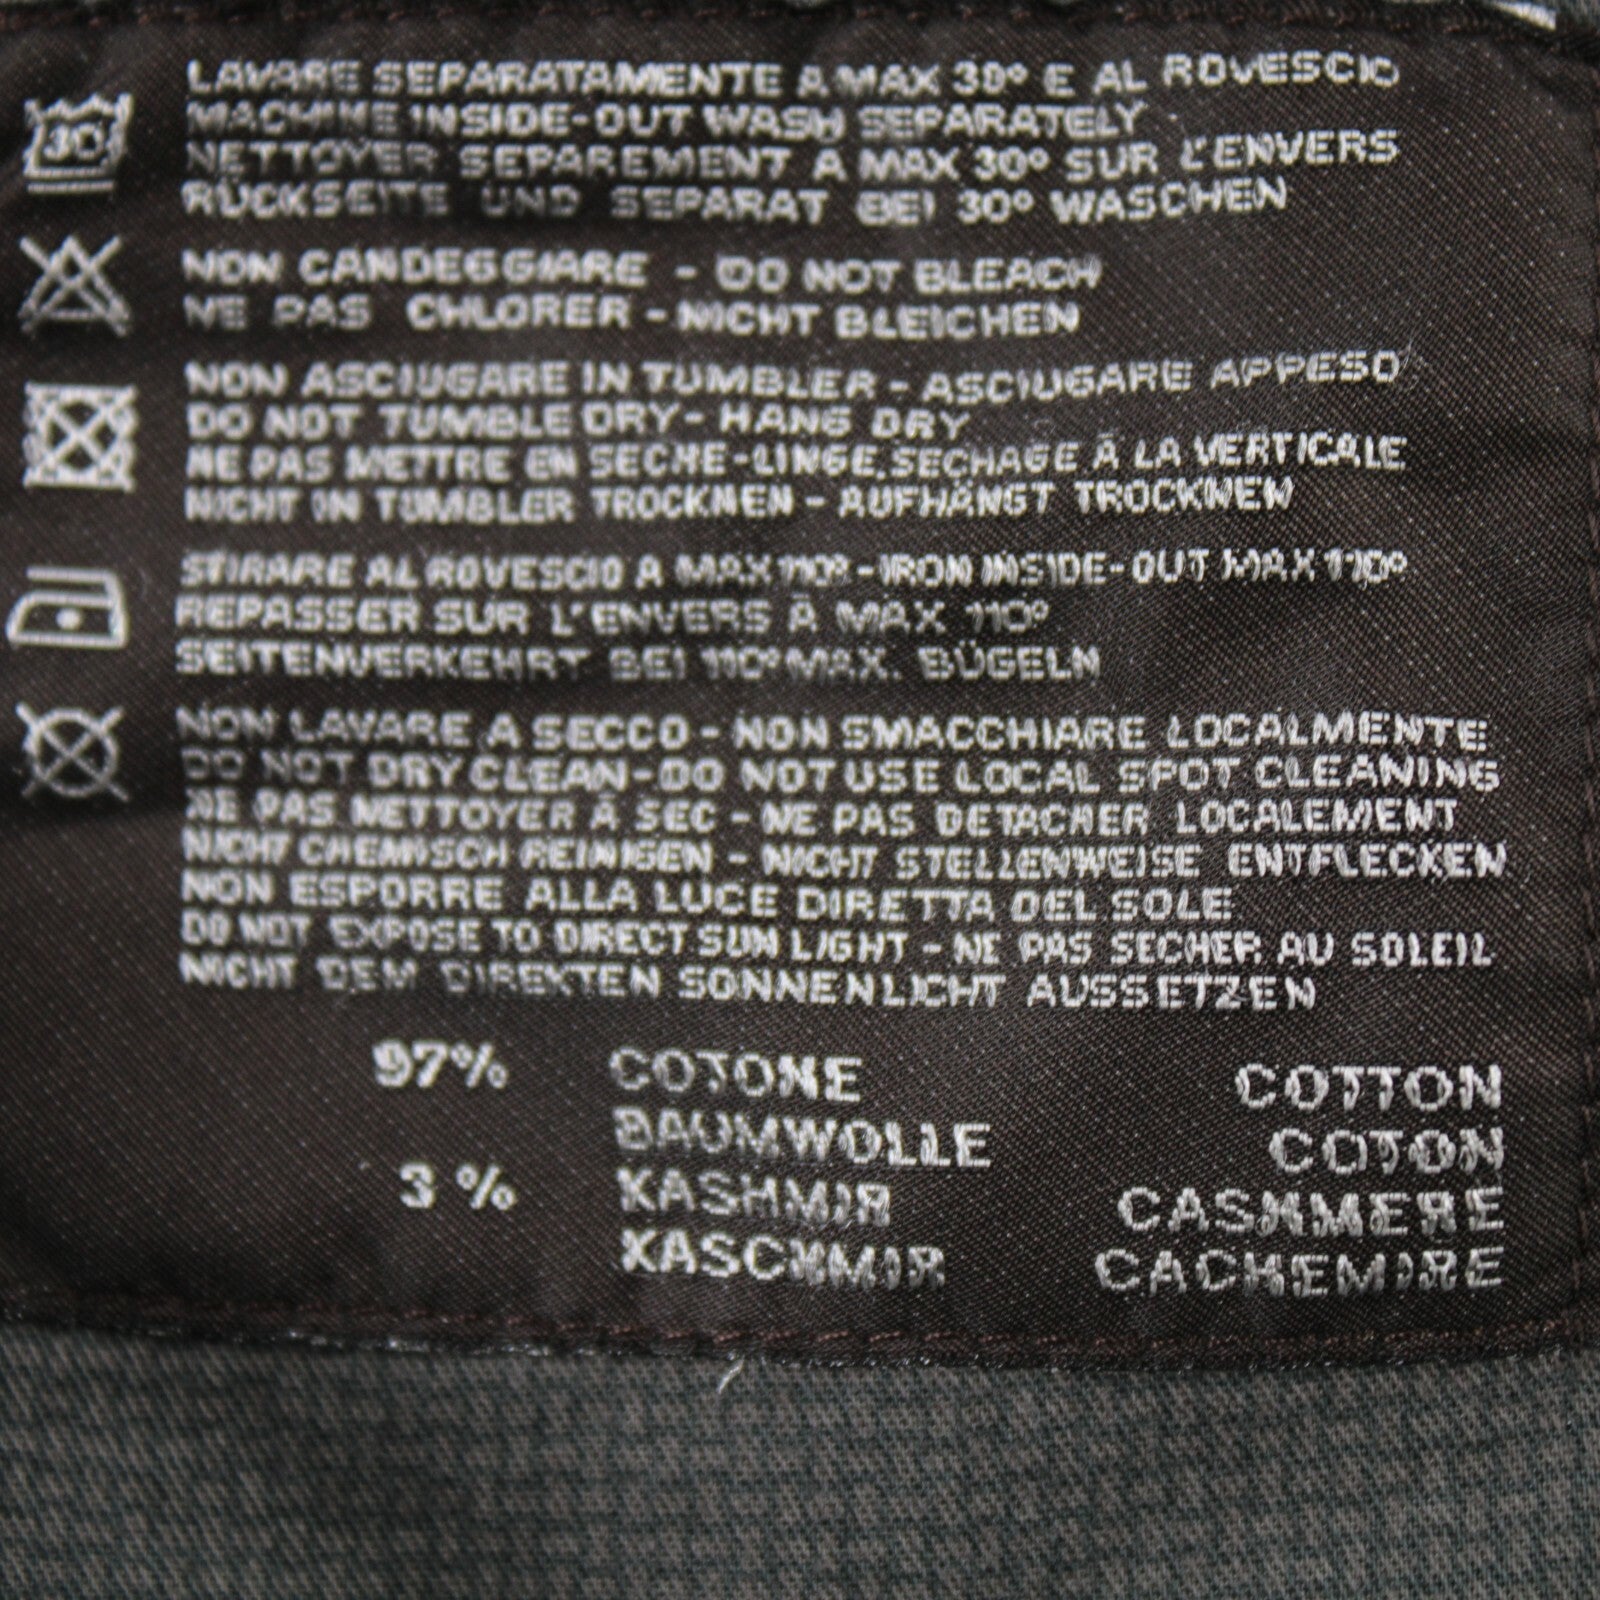 30
LAVARE SEPARATAMENTE A MAX 30° E AL ROVESCIO
MACHINE INSIDE-OUT WASH SEPARATELY
NETTOYER SEPAREMENT A MAX 30° SUR L'ENVERS
RÜCKSEITE UND SEPARAT BEI 30° WASCHEN
NON CANDEGGIARE - DO NOT BLEACH
NE PAS CHLORER - NICHT BLEICHEN
NON ASCIUGARE IN TUMBLER - ASCIUGARE APPESO
DO NOT TUMBLE DRY - HANG DRY
NE PAS METTRE EN SECHE-LINGE, SECHAGE À LA VERTICALE
NICHT IN TUMBLER TROCKNEN - AUFHÄNGST TROCKNEN
STIRARE AL ROVESCIO A MAX 110° - IRON INSIDE-OUT MAX 110°
REPASSER SUR L'ENVERS À MAX 110°
SEITENVERKEHRT BEI 110° MAX. BÜGELN
NON LAVARE A SECCO - NON SMACCHIARE LOCALMENTE
DO NOT DRY CLEAN - DO NOT USE LOCAL SPOT CLEANING
NE PAS NETTOYER À SEC - NE PAS DETACHER LOCALEMENT
NICHT CHEMISCH REINIGEN - NICHT STELLENWEISE ENTFLECKEN
NON ESPORRE ALLA LUCE DIRETTA DEL SOLE
DO NOT EXPOSE TO DIRECT SUN LIGHT - NE PAS SECHER AU SOLEIL
NICHT DEM DIREKTEN SONNENLICHT AUSSETZEN
97% COTONE COTTON
BAUMWOLLE COTON
3% KASHMIR CASHMERE
KASCHMIR CACHEMIRE